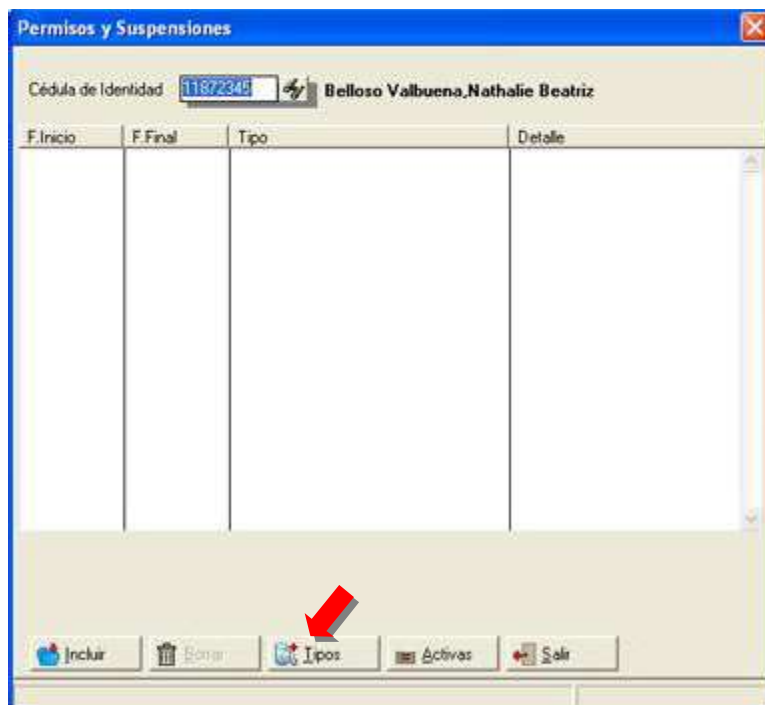 Permisos y Suspensiones
Cédula de Identidad 11872345 Belloso Valbuena,Nathalie Beatriz
F.Inicio F.Final Tipo Detalle
Incluir Borrar Tipos Activas Salir